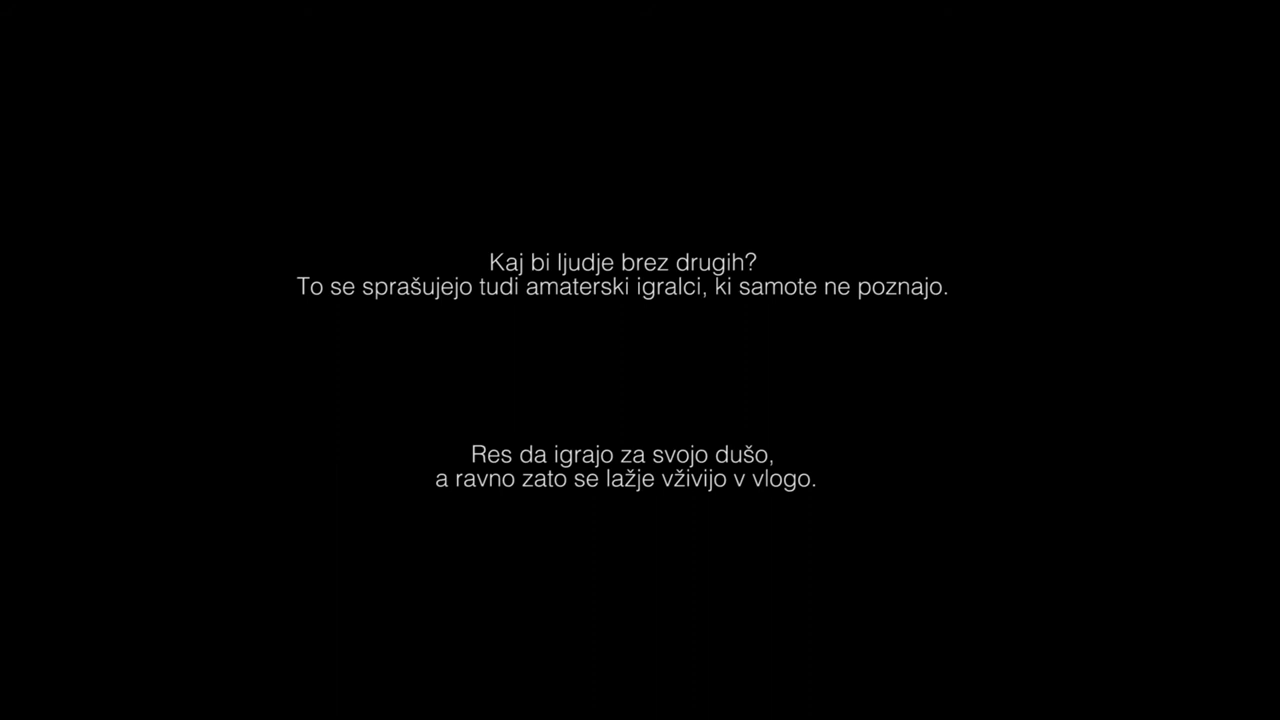 Kaj bi ljudje brez drugih?
To se sprašujejo tudi amaterski igralci, ki samote ne poznajo.
Res da igrajo za svojo dušo,
a ravno zato se lažje vživijo v vlogo.